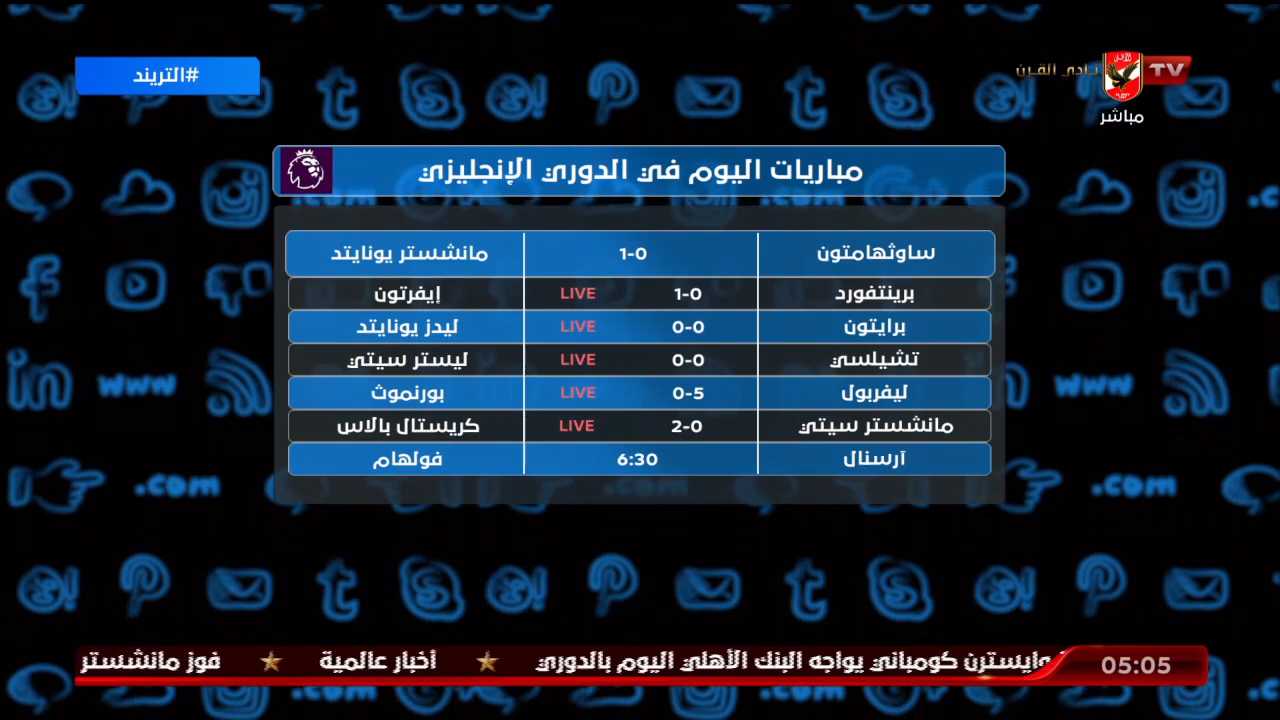 #التريند
نادي القرن
TV
مباشر
مباريات اليوم في الدوري الإنجليزي
ساوثهامتون 1-0 مانشستر يونايتد
برينتفورد 1-0 LIVE إيفرتون
برايتون 0-0 LIVE ليدز يونايتد
تشيلسي 0-0 LIVE ليستر سيتي
ليفربول 0-5 LIVE بورنموث
مانشستر سيتي 2-0 LIVE كريستال بالاس
آرسنال 6:30 فولهام
وايسترن كومباني يواجه البنك الأهلي اليوم بالدوري ★ أخبار عالمية ★ فوز مانشستر
05:05